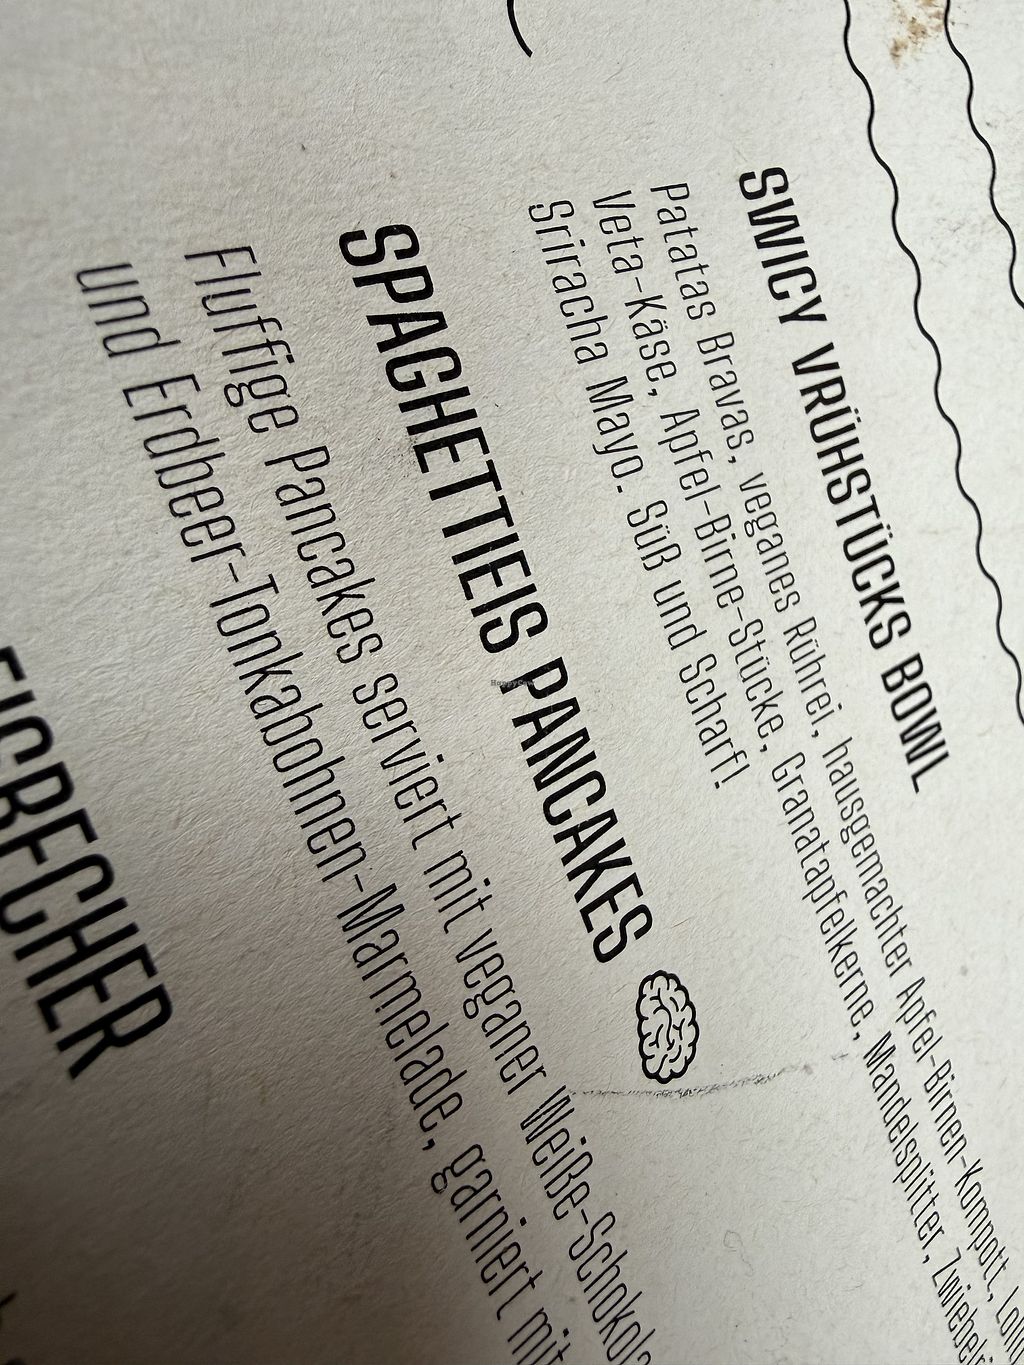 SWICY VRÜHSTÜCKS BOWL
Patatas Bravas, veganes Rührei, hausgemachter Apfel-Birnen-Kompott,
Veta-Käse, Apfel-Birne-Stücke, Granatapfelkerne, Mandelsplitter,
Sriracha Mayo. Süß und Scharf!
SPAGHETTIEIS PANCAKES
Fluffige Pancakes serviert mit veganer Weiße-Schokola
und Erdbeer-Tonkabohnen-Marmelade, garniert mit
EISBECHER
HappyCow